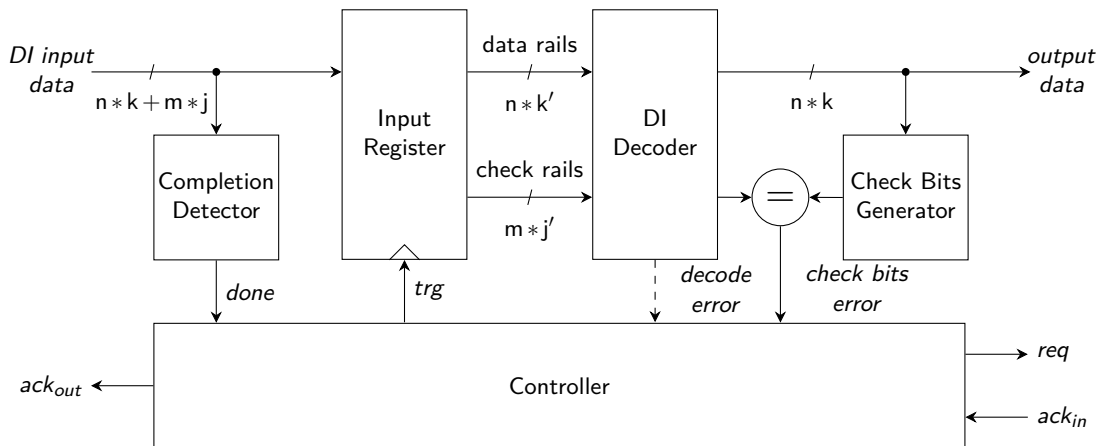 DI input
data
n ∗ k + m ∗ j
Completion
Detector
done
Input
Register
trg
data rails
n ∗ k′
check rails
m ∗ j′
DI
Decoder
decode
error
n ∗ k
output
data
=
Check Bits
Generator
check bits
error
Controller
ack_out
req
ack_in